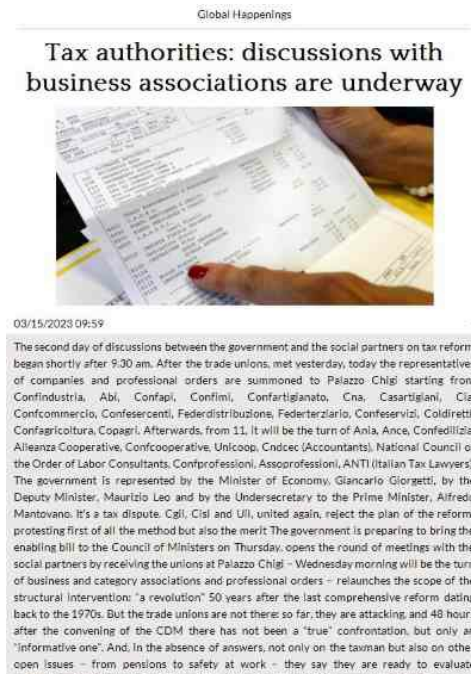 Global Happenings
Tax authorities: discussions with
business associations are underway
03/15/2023 09:59
The second day of discussions between the government and the social partners on tax reform
began shortly after 9.30 am. After the trade unions, met yesterday, today the representative
of companies and professional orders are summoned to Palazzo Chigi starting from
Confindustria, Abi, Confapi, Confimi, Confartigianato, Cna, Casartigiani, Cia
Confcommercio, Confesercenti, Federdistribuzione, Federterziario, Confeservizi, Coldiretti
Confagricoltura, Copagri. Afterwards, from 11, it will be the turn of Ania, Ance, Confedilizia
Alleanza Cooperative, Confcooperative, Unicoop, Cndcec (Accountants), National Council o
the Order of Labor Consultants, Confprofessioni, Assoprofessioni, ANTI (Italian Tax Lawyers)
The government is represented by the Minister of Economy, Giancarlo Giorgetti, by the
Deputy Minister, Maurizio Leo and by the Undersecretary to the Prime Minister, Alfredo
Mantovano. It's a tax dispute. Cgil, Cisl and Uil, united again, reject the plan of the reform
protesting first of all the method but also the merit The government is preparing to bring the
enabling bill to the Council of Ministers on Thursday, opens the round of meetings with the
social partners by receiving the unions at Palazzo Chigi – Wednesday morning will be the turn
of business and category associations and professional orders – relaunches the scope of the
structural intervention: "a revolution" 50 years after the last comprehensive reform dating
back to the 1970s. But the trade unions are not there: so far, they are attacking, and 48 hour
after the convening of the CDM there has not been a "true" confrontation, but only an
"informative one". And, in the absence of answers, not only on the taxman but also on othe
open issues – from pensions to safety at work – they say they are ready to evaluate